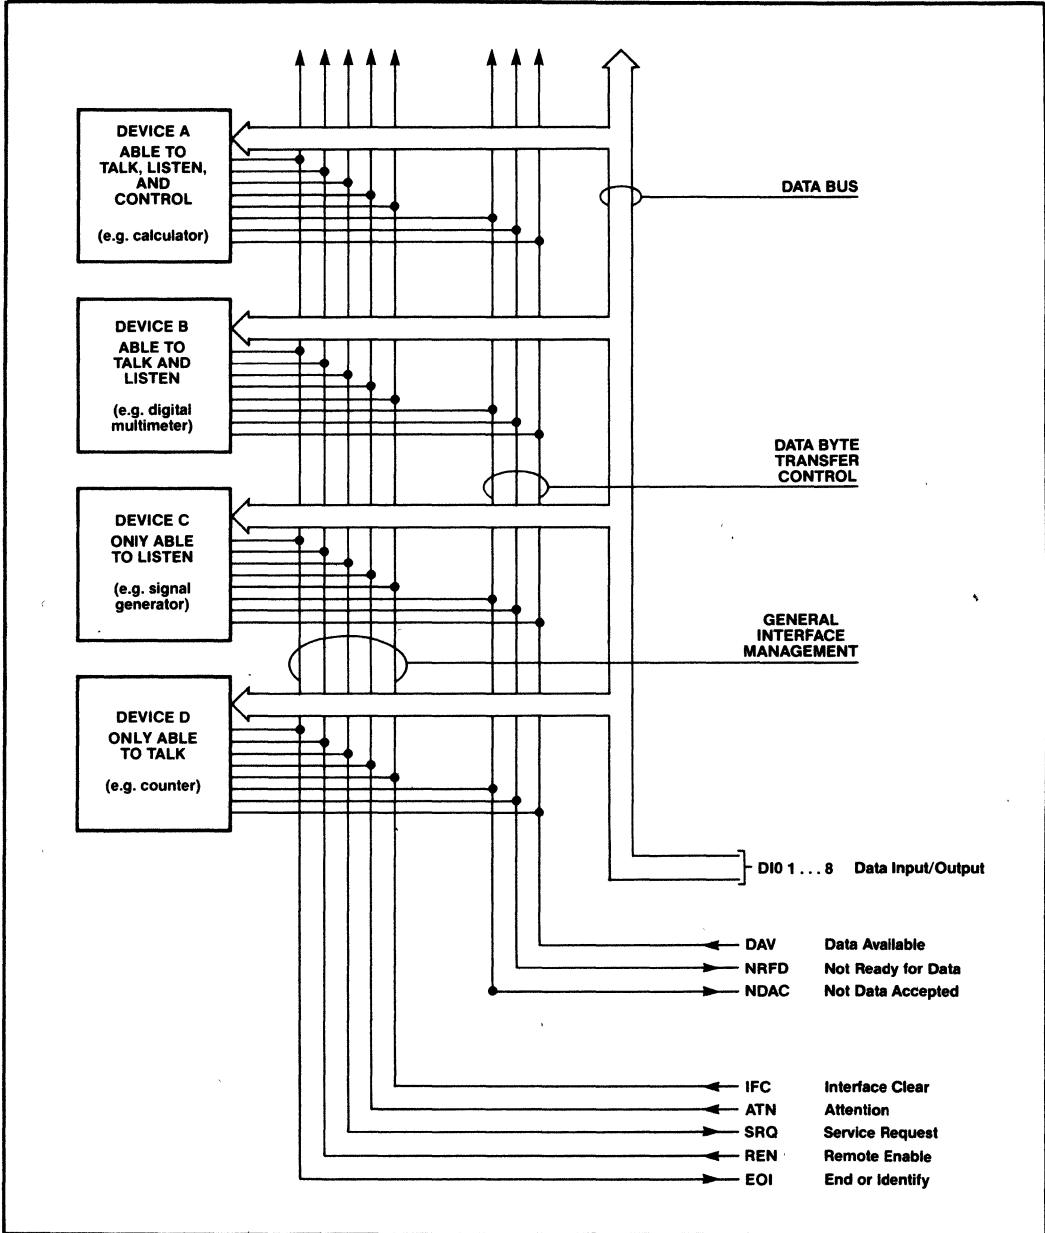 DEVICE A
ABLE TO
TALK, LISTEN,
AND
CONTROL
(e.g. calculator)
DATA BUS
DEVICE B
ABLE TO
TALK AND
LISTEN
(e.g. digital
multimeter)
DATA BYTE
TRANSFER
CONTROL
DEVICE C
ONIY ABLE
TO LISTEN
(e.g. signal
generator)
GENERAL
INTERFACE
MANAGEMENT
DEVICE D
ONLY ABLE
TO TALK
(e.g. counter)
DI0 1 . . . 8 Data Input/Output
DAV Data Available
NRFD Not Ready for Data
NDAC Not Data Accepted
IFC Interface Clear
ATN Attention
SRQ Service Request
REN Remote Enable
EOI End or Identify